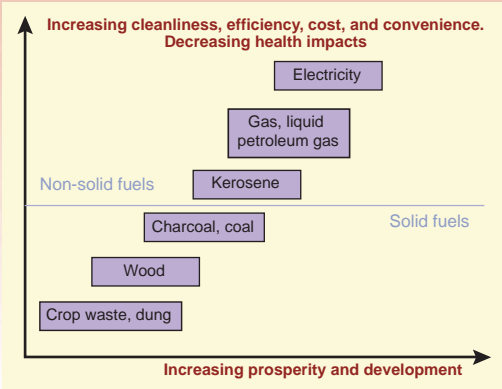 Increasing cleanliness, efficiency, cost, and convenience.
Decreasing health impacts
Electricity
Gas, liquid
petroleum gas
Non-solid fuels
Kerosene
Charcoal, coal
Solid fuels
Wood
Crop waste, dung
Increasing prosperity and development